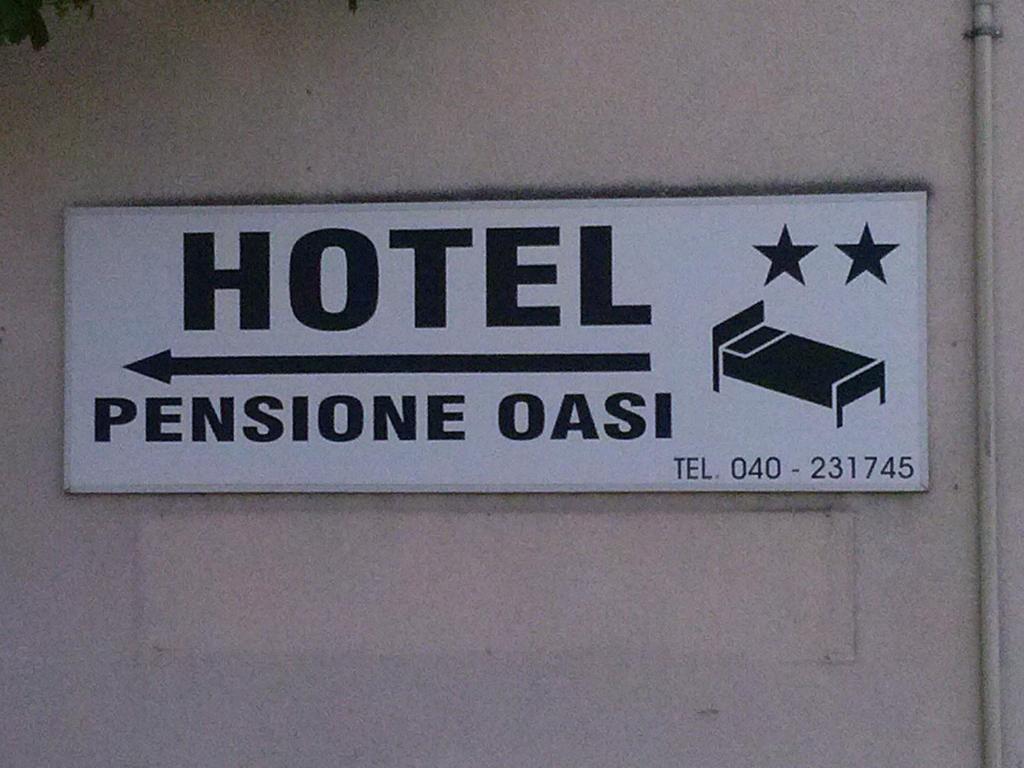 HOTEL
PENSIONE OASI
TEL. 040 - 231745